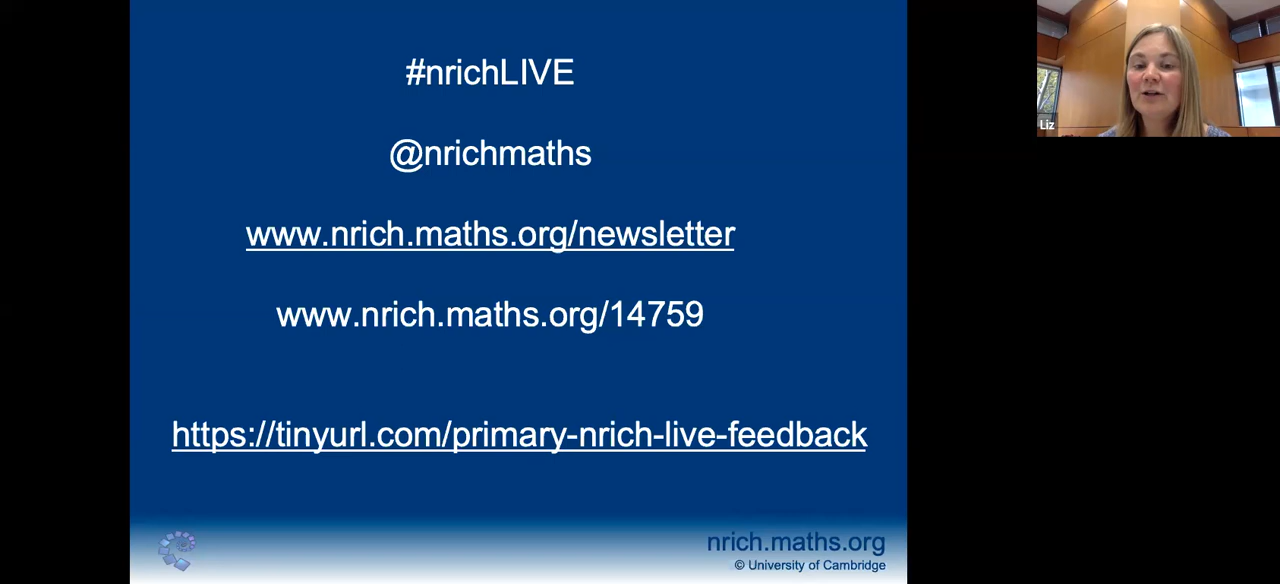 #nrichLIVE
@nrichmaths
www.nrich.maths.org/newsletter
www.nrich.maths.org/14759
https://tinyurl.com/primary-nrich-live-feedback
nrich.maths.org
© University of Cambridge
Liz